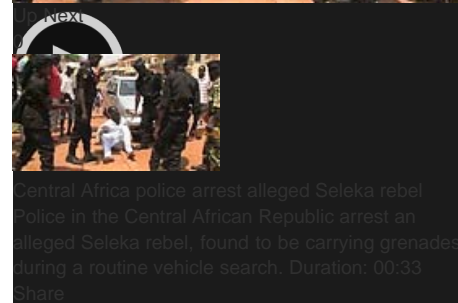 Up Next
0
Central Africa police arrest alleged Seleka rebel
Police in the Central African Republic arrest an
alleged Seleka rebel, found to be carrying grenades
during a routine vehicle search. Duration: 00:33
Share